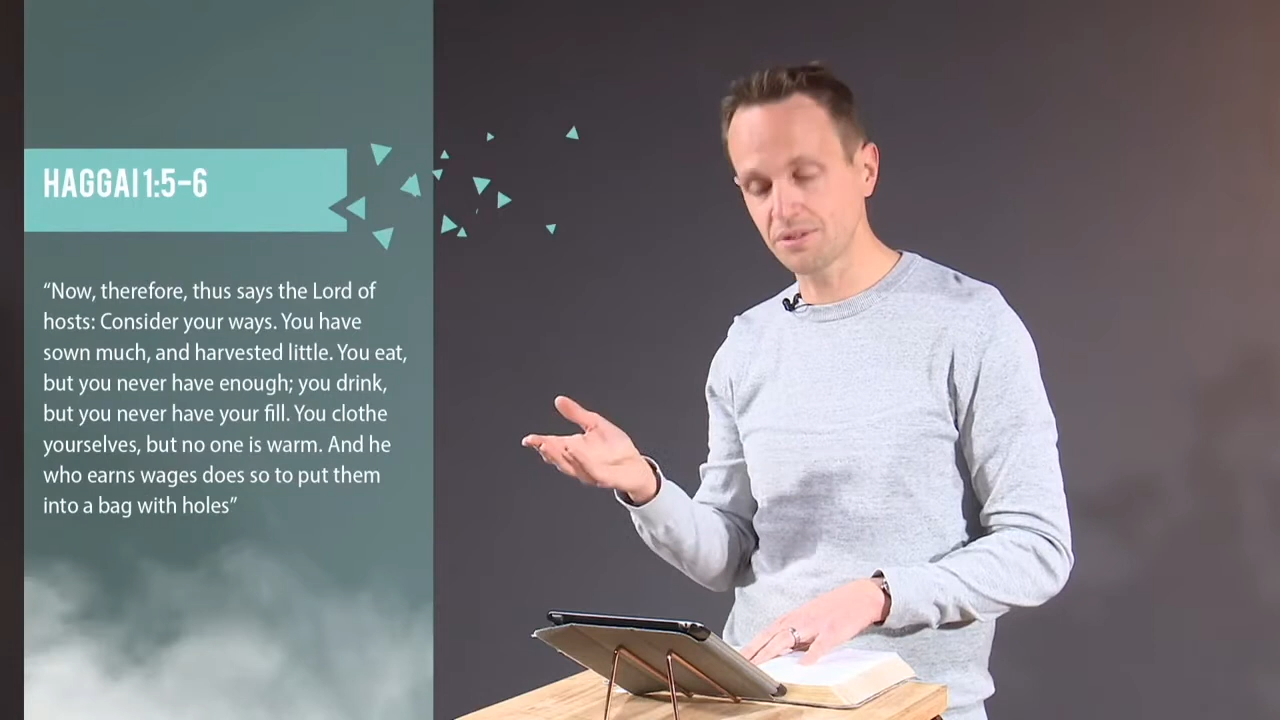 HAGGAI 1:5-6
“Now, therefore, thus says the Lord of
hosts: Consider your ways. You have
sown much, and harvested little. You eat,
but you never have enough; you drink,
but you never have your fill. You clothe
yourselves, but no one is warm. And he
who earns wages does so to put them
into a bag with holes”